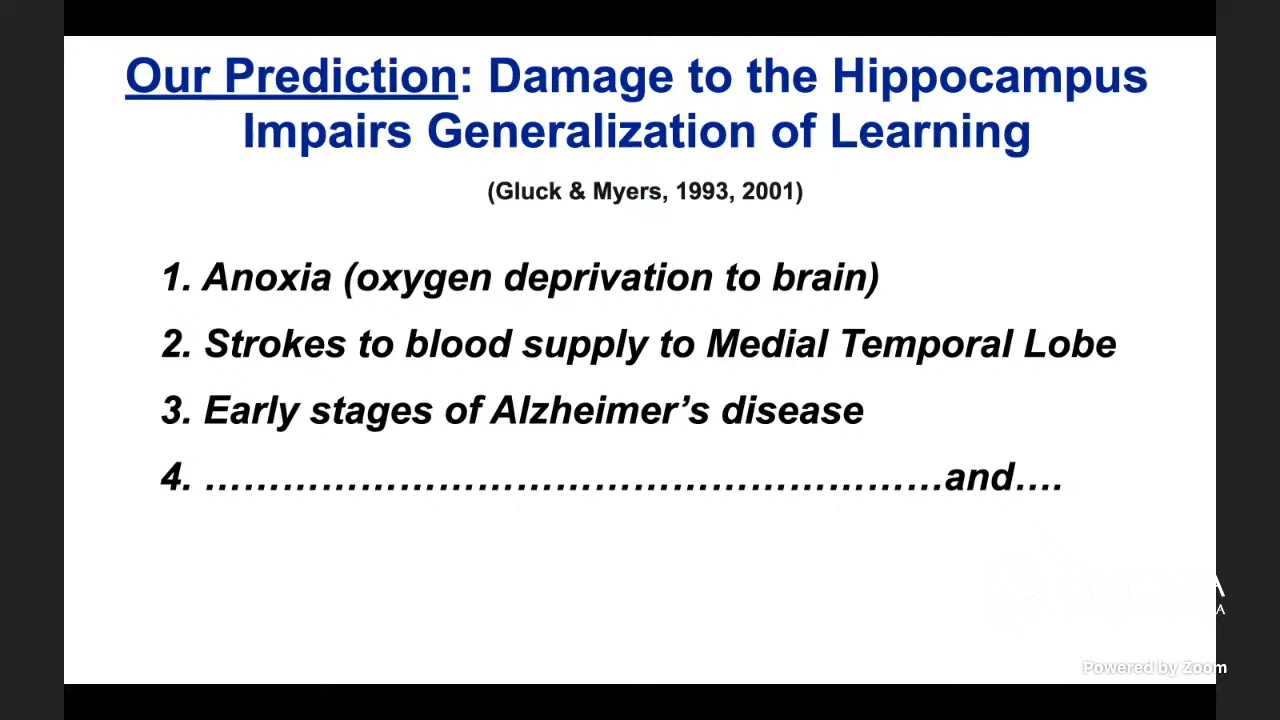 Our Prediction: Damage to the Hippocampus
Impairs Generalization of Learning
(Gluck & Myers, 1993, 2001)
1. Anoxia (oxygen deprivation to brain)
2. Strokes to blood supply to Medial Temporal Lobe
3. Early stages of Alzheimer’s disease
4. …………………………………………………and….
A
A
Powered by Zoom